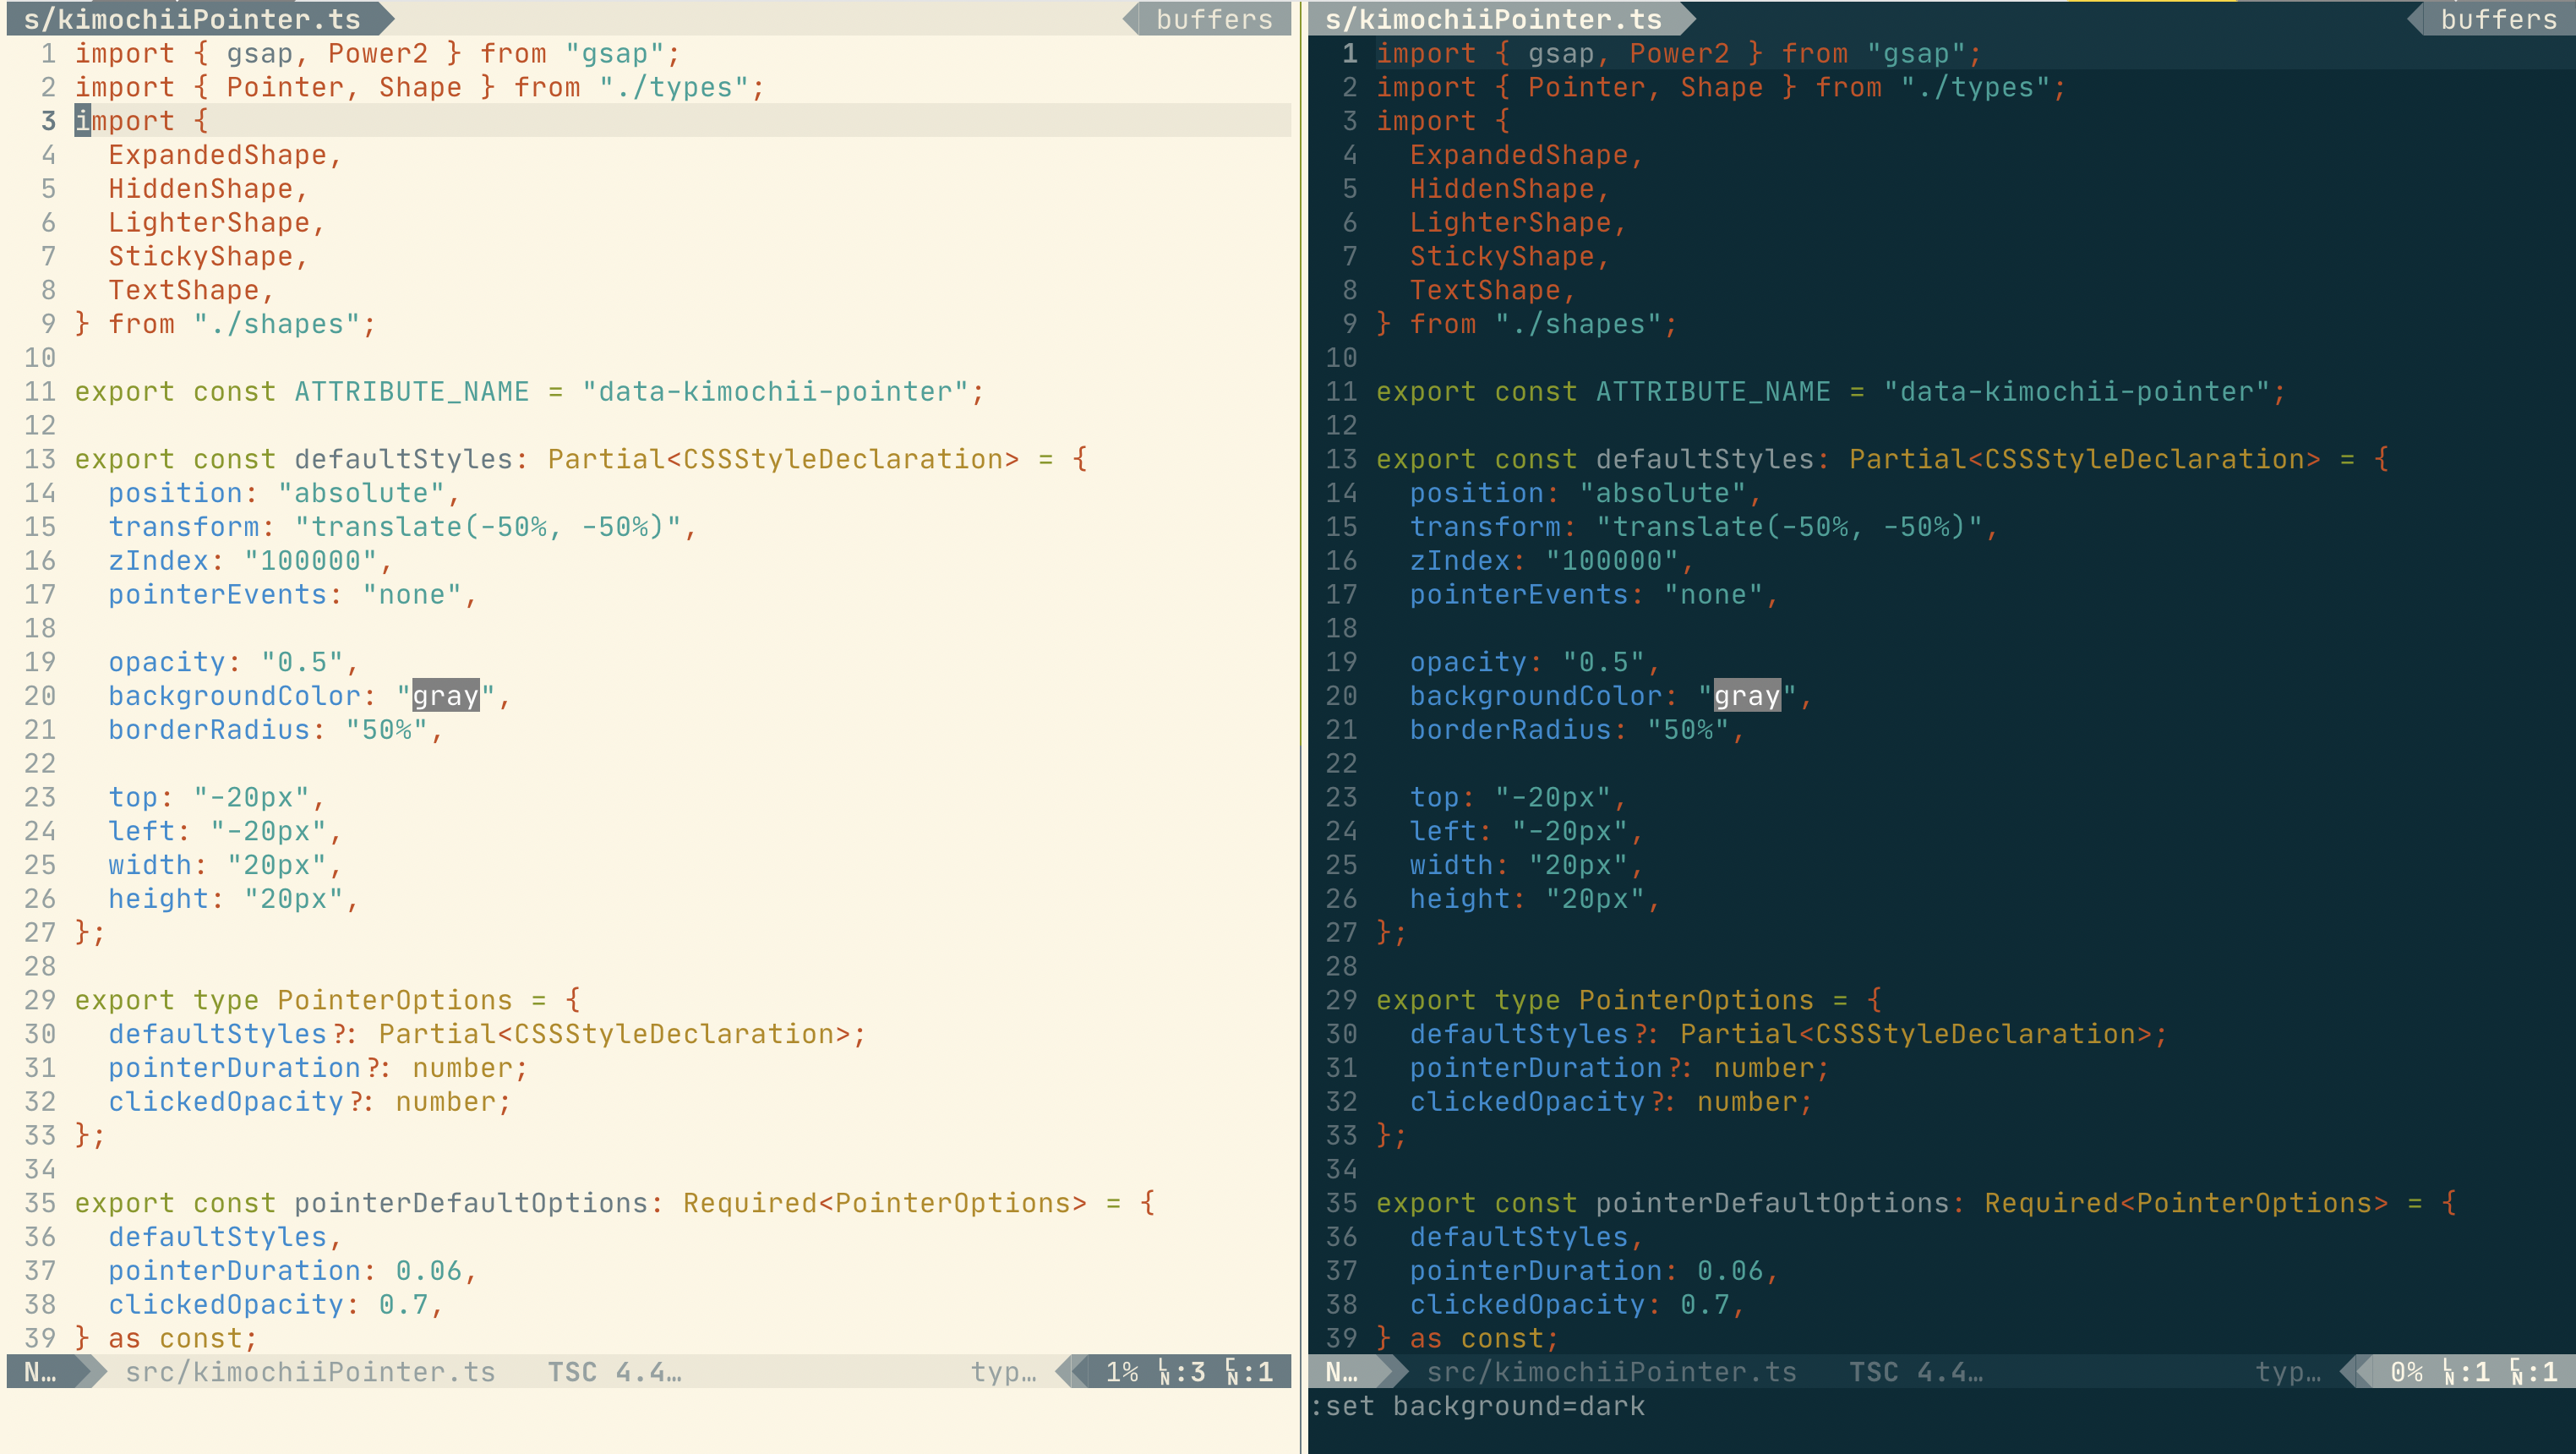 s/kimochiiPointer.ts buffers
1 import { gsap, Power2 } from "gsap";
2 import { Pointer, Shape } from "./types";
3 import {
4   ExpandedShape,
5   HiddenShape,
6   LighterShape,
7   StickyShape,
8   TextShape,
9 } from "./shapes";
10
11 export const ATTRIBUTE_NAME = "data-kimochii-pointer";
12
13 export const defaultStyles: Partial<CSSStyleDeclaration> = {
14   position: "absolute",
15   transform: "translate(-50%, -50%)",
16   zIndex: "100000",
17   pointerEvents: "none",
18
19   opacity: "0.5",
20   backgroundColor: "gray",
21   borderRadius: "50%",
22
23   top: "-20px",
24   left: "-20px",
25   width: "20px",
26   height: "20px",
27 };
28
29 export type PointerOptions = {
30   defaultStyles?: Partial<CSSStyleDeclaration>;
31   pointerDuration?: number;
32   clickedOpacity?: number;
33 };
34
35 export const pointerDefaultOptions: Required<PointerOptions> = {
36   defaultStyles,
37   pointerDuration: 0.06,
38   clickedOpacity: 0.7,
39 } as const;
N… src/kimochiiPointer.ts TSC 4.4… typ… 1% LN:3 CN:1
s/kimochiiPointer.ts buffers
1 import { gsap, Power2 } from "gsap";
2 import { Pointer, Shape } from "./types";
3 import {
4   ExpandedShape,
5   HiddenShape,
6   LighterShape,
7   StickyShape,
8   TextShape,
9 } from "./shapes";
10
11 export const ATTRIBUTE_NAME = "data-kimochii-pointer";
12
13 export const defaultStyles: Partial<CSSStyleDeclaration> = {
14   position: "absolute",
15   transform: "translate(-50%, -50%)",
16   zIndex: "100000",
17   pointerEvents: "none",
18
19   opacity: "0.5",
20   backgroundColor: "gray",
21   borderRadius: "50%",
22
23   top: "-20px",
24   left: "-20px",
25   width: "20px",
26   height: "20px",
27 };
28
29 export type PointerOptions = {
30   defaultStyles?: Partial<CSSStyleDeclaration>;
31   pointerDuration?: number;
32   clickedOpacity?: number;
33 };
34
35 export const pointerDefaultOptions: Required<PointerOptions> = {
36   defaultStyles,
37   pointerDuration: 0.06,
38   clickedOpacity: 0.7,
39 } as const;
N… src/kimochiiPointer.ts TSC 4.4… typ… 0% LN:1 CN:1
:set background=dark